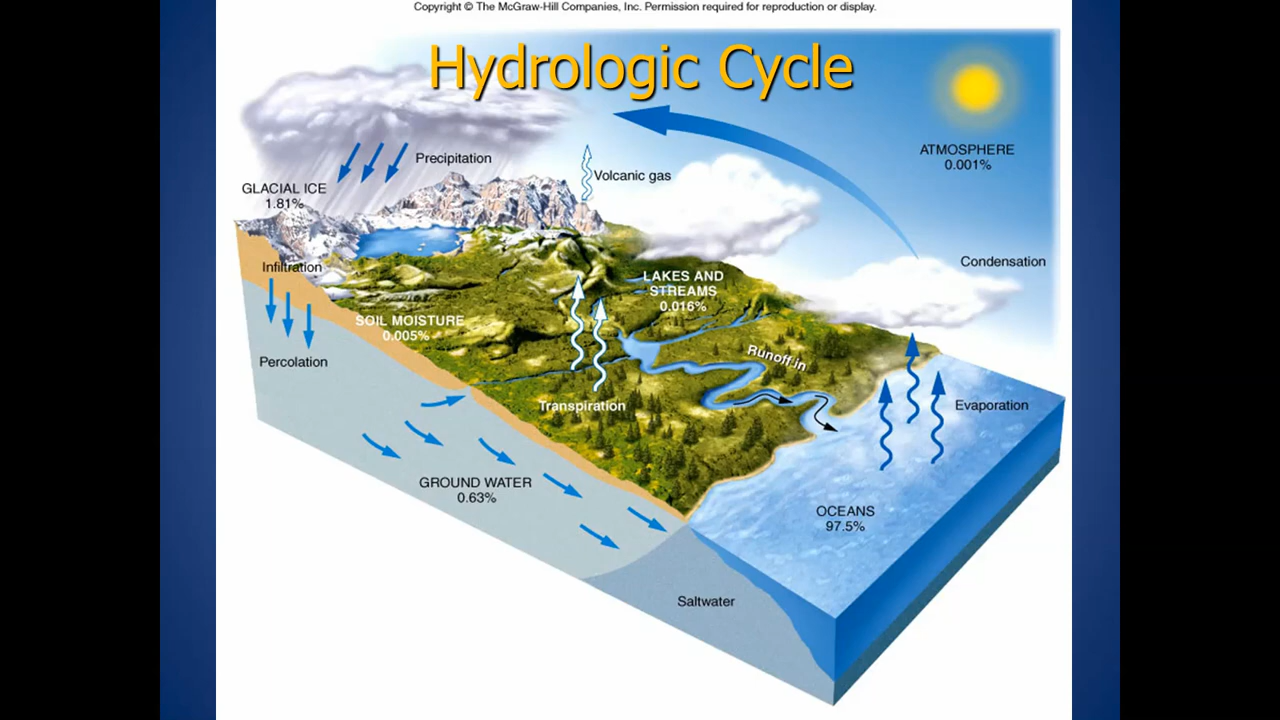 Copyright © The McGraw-Hill Companies, Inc. Permission required for reproduction or display.
Hydrologic Cycle
ATMOSPHERE
0.001%
Precipitation
Volcanic gas
GLACIAL ICE
1.81%
Condensation
Infiltration
LAKES AND
STREAMS
0.016%
SOIL MOISTURE
0.005%
Percolation
Runoff in
Transpiration
Evaporation
GROUND WATER
0.63%
OCEANS
97.5%
Saltwater